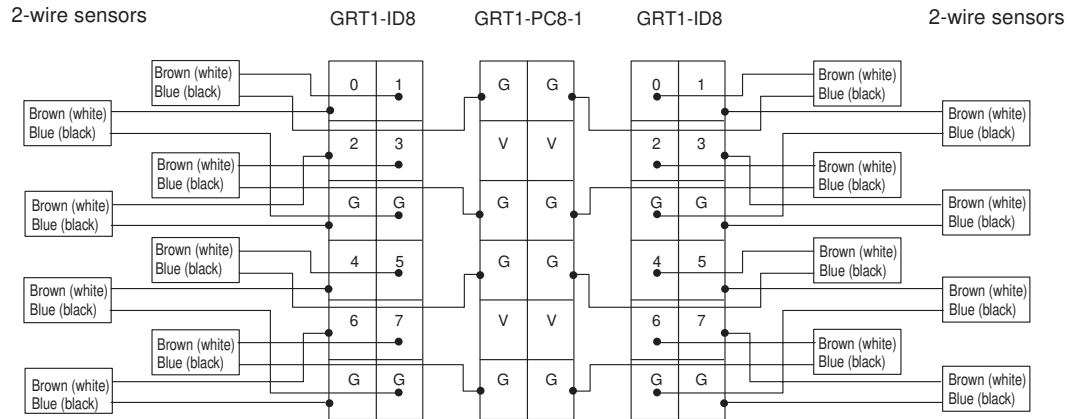 2-wire sensors GRT1-ID8 GRT1-PC8-1 GRT1-ID8 2-wire sensors
Brown (white)
Blue (black)
Brown (white)
Blue (black)
Brown (white)
Blue (black)
Brown (white)
Blue (black)
Brown (white)
Blue (black)
Brown (white)
Blue (black)
Brown (white)
Blue (black)
Brown (white)
Blue (black)
0 1
2 3
G G
4 5
6 7
G G
G G
V V
G G
G G
V V
G G
0 1
2 3
G G
4 5
6 7
G G
Brown (white)
Blue (black)
Brown (white)
Blue (black)
Brown (white)
Blue (black)
Brown (white)
Blue (black)
Brown (white)
Blue (black)
Brown (white)
Blue (black)
Brown (white)
Blue (black)
Brown (white)
Blue (black)